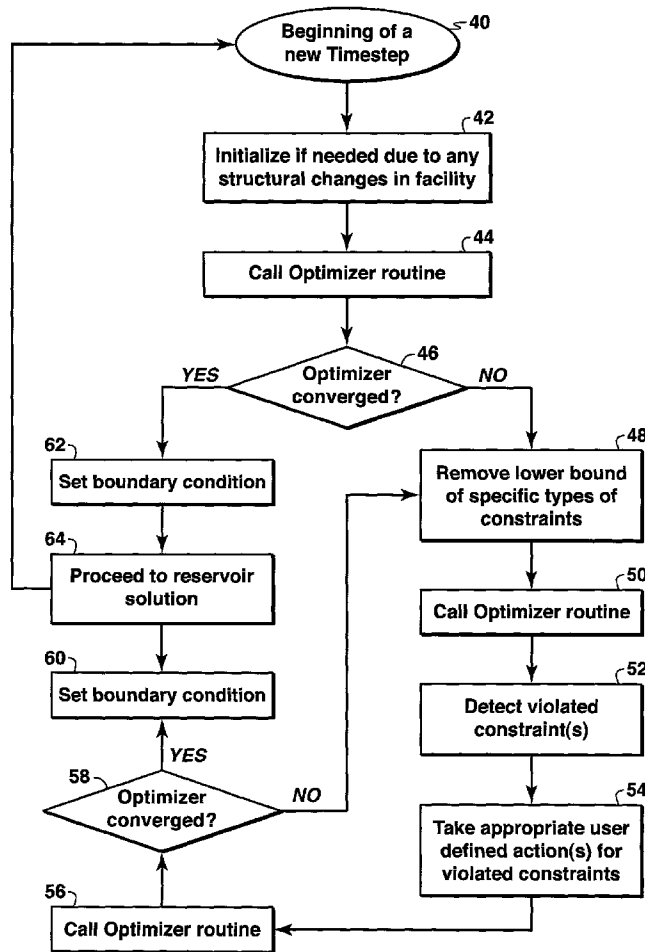 Beginning of a
new Timestep
40
42
Initialize if needed due to any
structural changes in facility
44
Call Optimizer routine
46
Optimizer
converged?
YES
NO
62
Set boundary condition
64
Proceed to reservoir
solution
60
Set boundary condition
YES
58
Optimizer
converged?
NO
56
Call Optimizer routine
48
Remove lower bound
of specific types of
constraints
50
Call Optimizer routine
52
Detect violated
constraint(s)
54
Take appropriate user
defined action(s) for
violated constraints